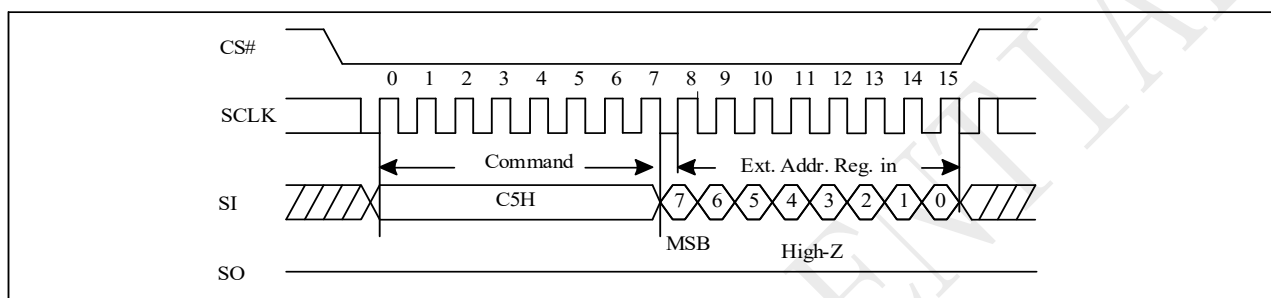 CS#
0 1 2 3 4 5 6 7 8 9 10 11 12 13 14 15
SCLK
Command Ext. Addr. Reg. in
SI C5H 7 6 5 4 3 2 1 0
MSB High-Z
SO